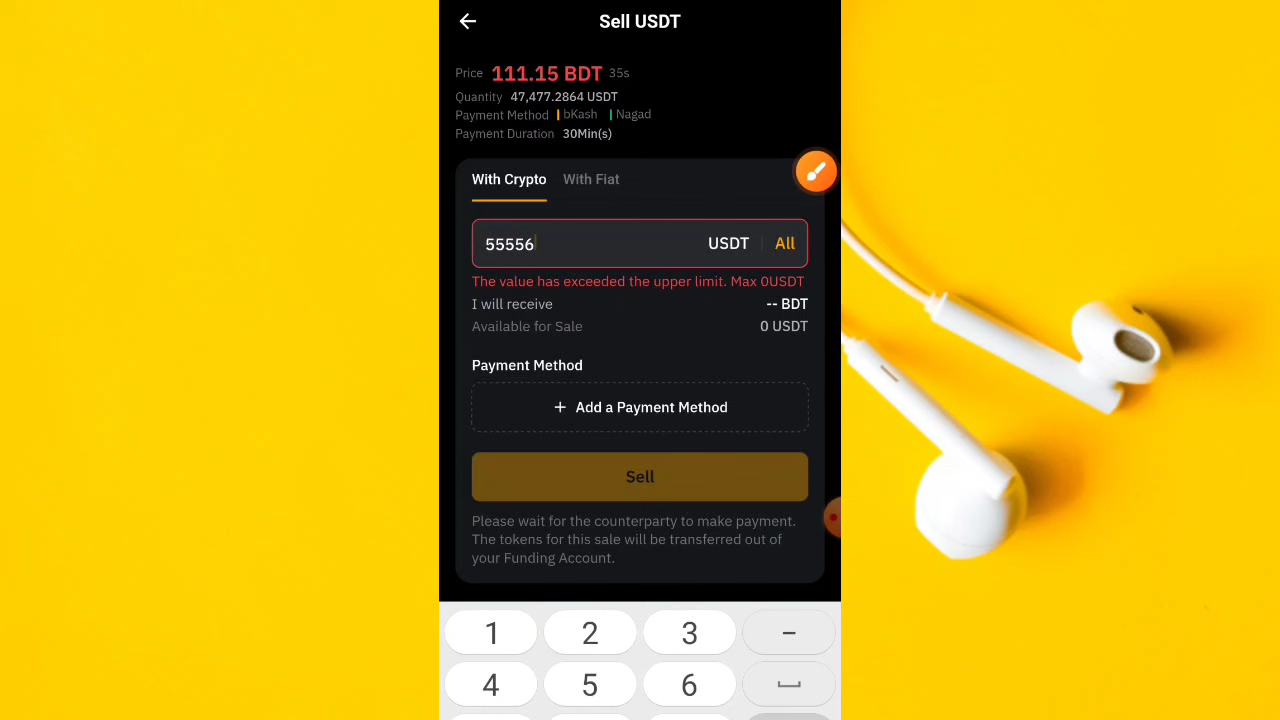 Sell USDT
Price 111.15 BDT 35s
Quantity 47,477.2864 USDT
Payment Method bKash Nagad
Payment Duration 30Min(s)
With Crypto With Fiat
55556 USDT All
The value has exceeded the upper limit. Max 0USDT
I will receive -- BDT
Available for Sale 0 USDT
Payment Method
+ Add a Payment Method
Sell
Please wait for the counterparty to make payment.
The tokens for this sale will be transferred out of
your Funding Account.
1 2 3 -
4 5 6